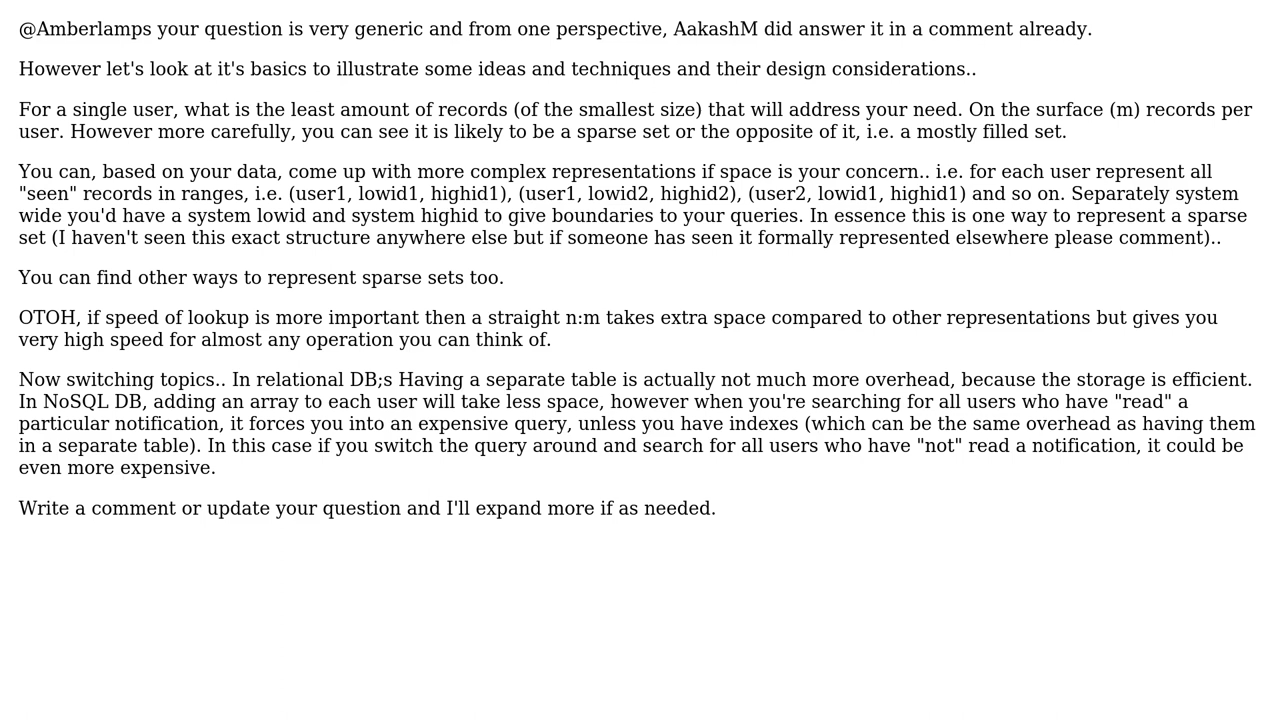 @Amberlamps your question is very generic and from one perspective, AakashM did answer it in a comment already.
However let's look at it's basics to illustrate some ideas and techniques and their design considerations..
For a single user, what is the least amount of records (of the smallest size) that will address your need. On the surface (m) records per
user. However more carefully, you can see it is likely to be a sparse set or the opposite of it, i.e. a mostly filled set.
You can, based on your data, come up with more complex representations if space is your concern.. i.e. for each user represent all
"seen" records in ranges, i.e. (user1, lowid1, highid1), (user1, lowid2, highid2), (user2, lowid1, highid1) and so on. Separately system
wide you'd have a system lowid and system highid to give boundaries to your queries. In essence this is one way to represent a sparse
set (I haven't seen this exact structure anywhere else but if someone has seen it formally represented elsewhere please comment)..
You can find other ways to represent sparse sets too.
OTOH, if speed of lookup is more important then a straight n:m takes extra space compared to other representations but gives you
very high speed for almost any operation you can think of.
Now switching topics.. In relational DB;s Having a separate table is actually not much more overhead, because the storage is efficient.
In NoSQL DB, adding an array to each user will take less space, however when you're searching for all users who have "read" a
particular notification, it forces you into an expensive query, unless you have indexes (which can be the same overhead as having them
in a separate table). In this case if you switch the query around and search for all users who have "not" read a notification, it could be
even more expensive.
Write a comment or update your question and I'll expand more if as needed.